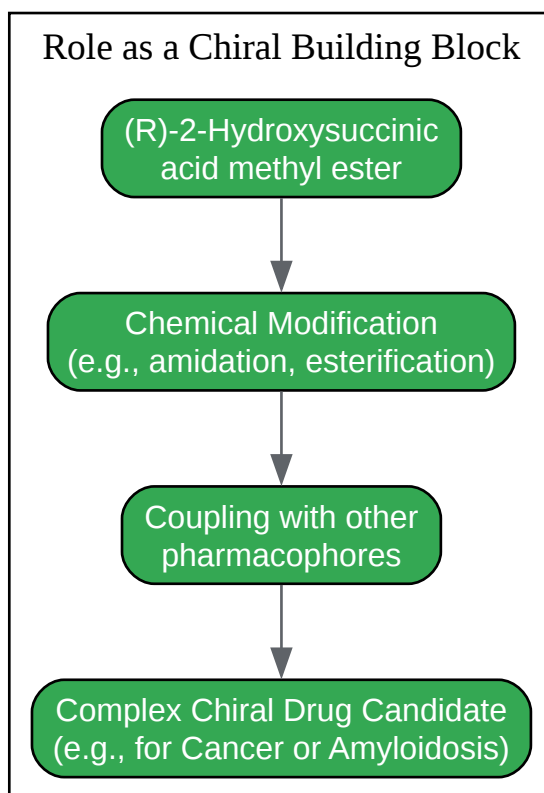 Role as a Chiral Building Block
(R)-2-Hydroxysuccinic
acid methyl ester
Chemical Modification
(e.g., amidation, esterification)
Coupling with other
pharmacophores
Complex Chiral Drug Candidate
(e.g., for Cancer or Amyloidosis)